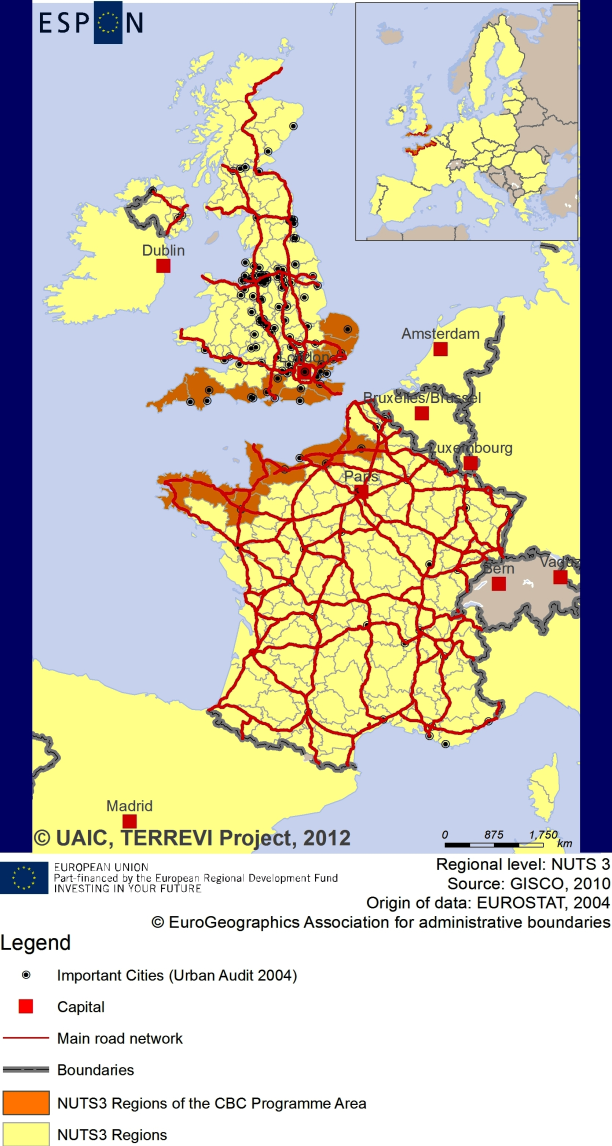 ESPON
Dublin
London
Amsterdam
Bruxelles/Brussel
Luxembourg
Paris
Bern
Vaduz
Madrid
© UAIC, TERREVI Project, 2012
0 875 1,750
km
EUROPEAN UNION
Part-financed by the European Regional Development Fund
INVESTING IN YOUR FUTURE
Regional level: NUTS 3
Source: GISCO, 2010
Origin of data: EUROSTAT, 2004
© EuroGeographics Association for administrative boundaries
Legend
Important Cities (Urban Audit 2004)
Capital
Main road network
Boundaries
NUTS3 Regions of the CBC Programme Area
NUTS3 Regions